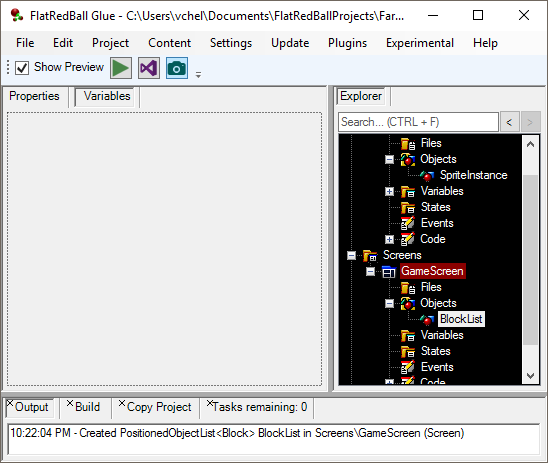 FlatRedBall Glue - C:\Users\vchel\Documents\FlatRedBallProjects\Far...
File Edit Project Content Settings Update Plugins Experimental Help
Show Preview
Properties Variables
Explorer
Search... (CTRL + F) < >
Files
Objects
SpriteInstance
Variables
States
Events
Code
Screens
GameScreen
Files
Objects
BlockList
Variables
States
Events
Code
Output Build Copy Project Tasks remaining: 0
10:22:04 PM - Created PositionedObjectList<Block> BlockList in Screens\GameScreen (Screen)